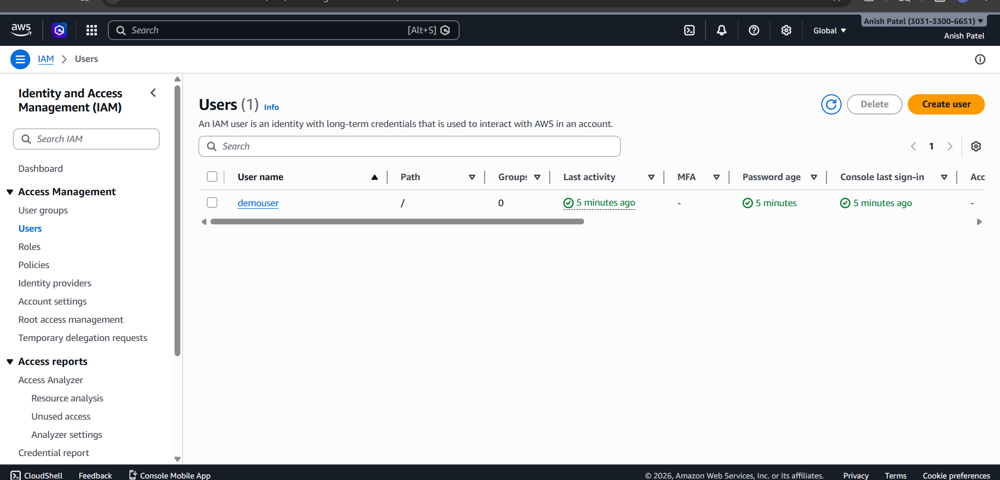 aws
Search [Alt+S]
Global
Anish Patel (3031-3300-6651)
Anish Patel
IAM
Users
Identity and Access
Management (IAM)
Search IAM
Dashboard
Access Management
User groups
Users
Roles
Policies
Identity providers
Account settings
Root access management
Temporary delegation requests
Access reports
Access Analyzer
Resource analysis
Unused access
Analyzer settings
Credential report
Users (1) Info
Delete
Create user
An IAM user is an identity with long-term credentials that is used to interact with AWS in an account.
Search
1
User name Path Groups Last activity MFA Password age Console last sign-in Acc
demouser / 0 5 minutes ago - 5 minutes 5 minutes ago -
CloudShell Feedback Console Mobile App © 2026, Amazon Web Services, Inc. or its affiliates. Privacy Terms Cookie preferences